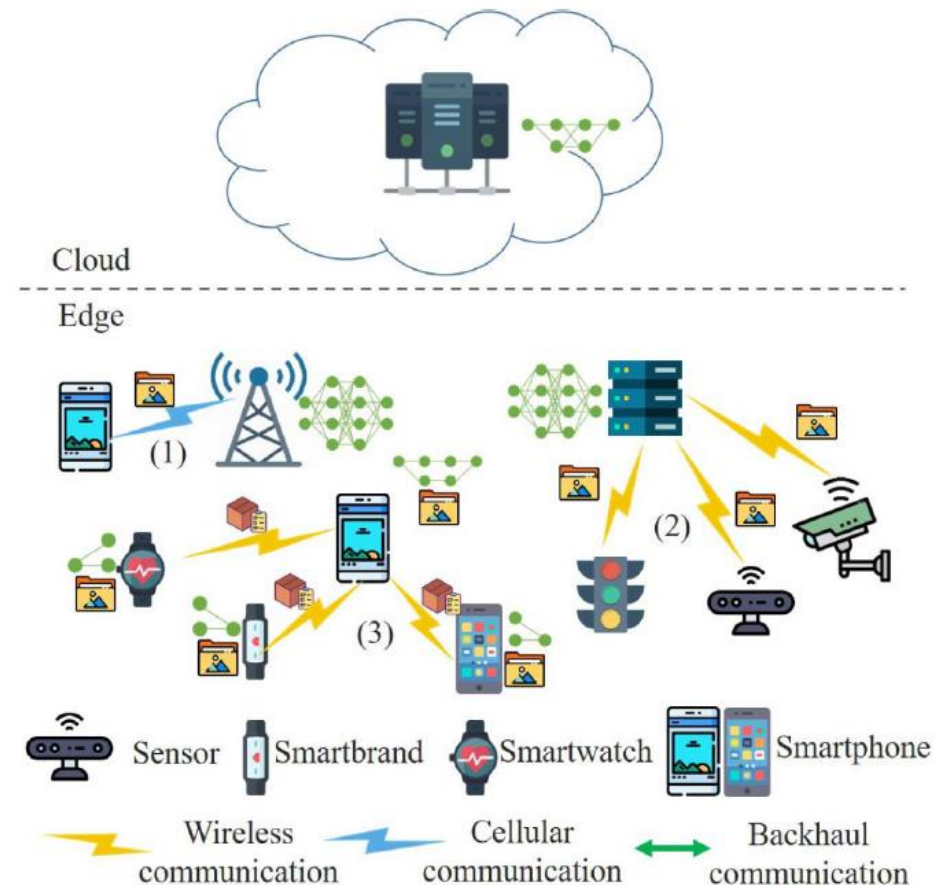 Cloud
Edge
(1)
(2)
(3)
Sensor
Smartbrand
Smartwatch
Smartphone
Wireless
communication
Cellular
communication
Backhaul
communication